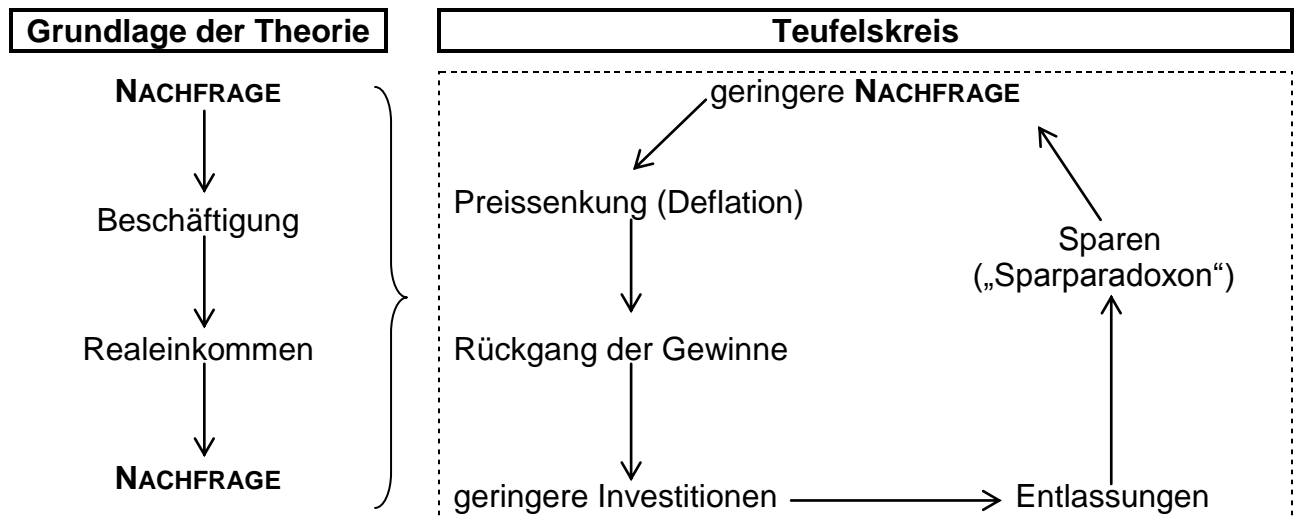 Grundlage der Theorie
NACHFRAGE
Beschäftigung
Realeinkommen
NACHFRAGE
Teufelskreis
geringere NACHFRAGE
Preissenkung (Deflation)
Rückgang der Gewinne
geringere Investitionen
Entlassungen
Sparen
(„Sparparadoxon“)